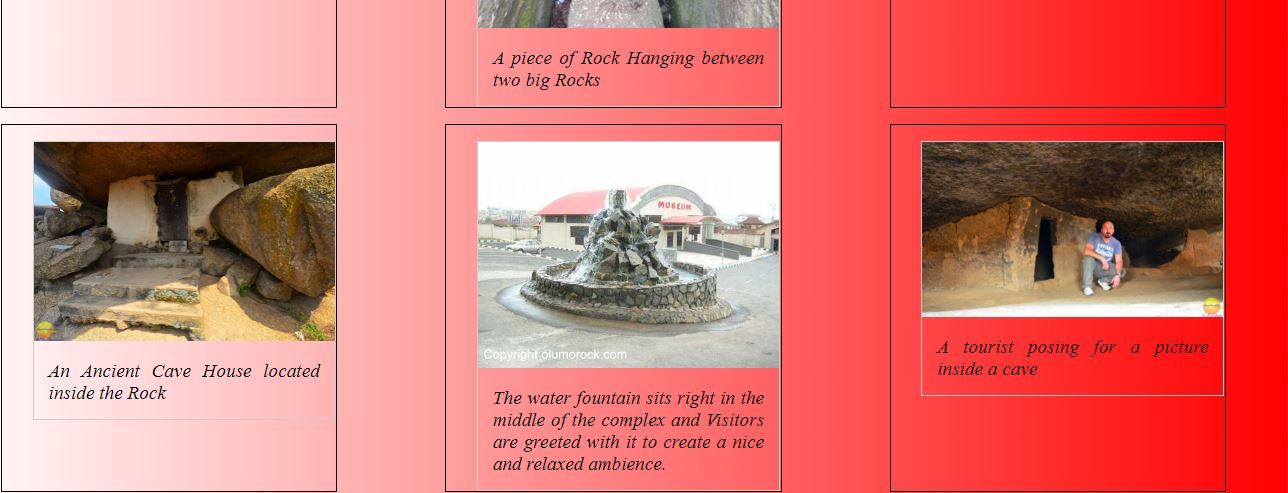 A piece of Rock Hanging between
two big Rocks
MUSEUM
Copyright olumorock.com
An Ancient Cave House located
inside the Rock
The water fountain sits right in the
middle of the complex and Visitors
are greeted with it to create a nice
and relaxed ambience.
A tourist posing for a picture
inside a cave